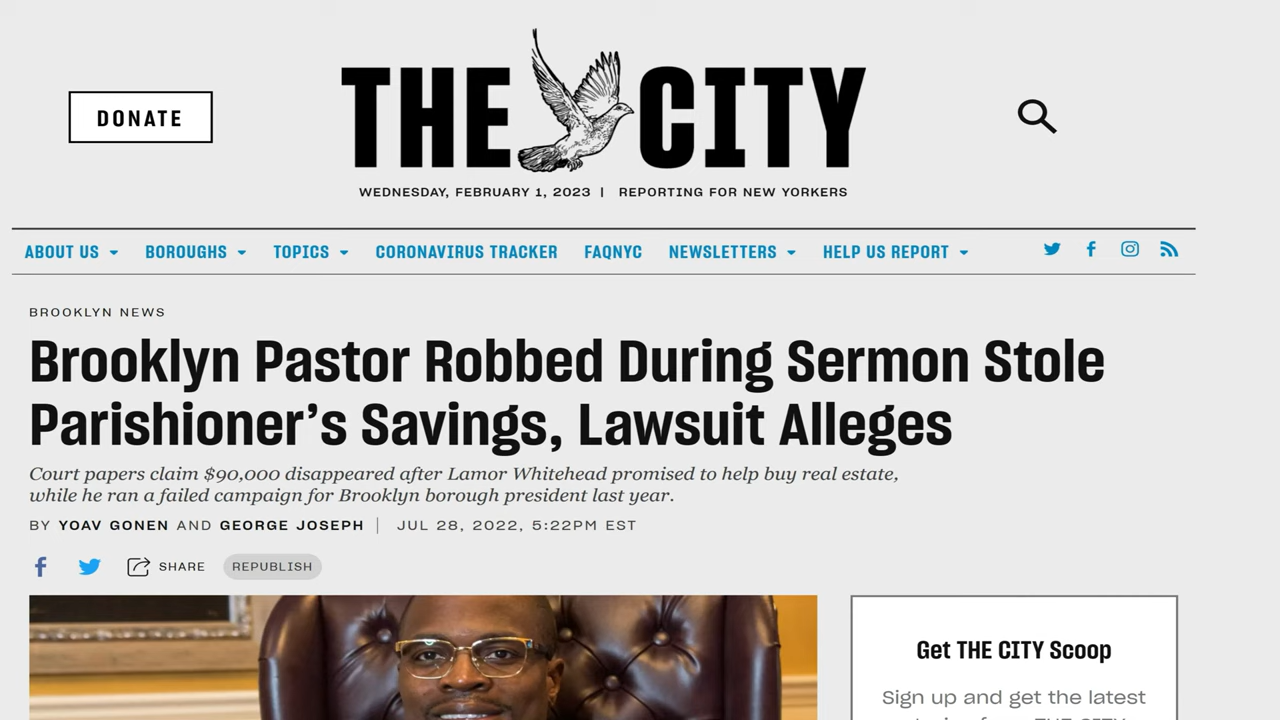 DONATE
THE CITY
WEDNESDAY, FEBRUARY 1, 2023 | REPORTING FOR NEW YORKERS
ABOUT US BOROUGHS TOPICS CORONAVIRUS TRACKER FAQNYC NEWSLETTERS HELP US REPORT
BROOKLYN NEWS
Brooklyn Pastor Robbed During Sermon Stole
Parishioner’s Savings, Lawsuit Alleges
Court papers claim $90,000 disappeared after Lamor Whitehead promised to help buy real estate,
while he ran a failed campaign for Brooklyn borough president last year.
BY YOAV GONEN AND GEORGE JOSEPH | JUL 28, 2022, 5:22PM EST
SHARE REPUBLISH
Get THE CITY Scoop
Sign up and get the latest